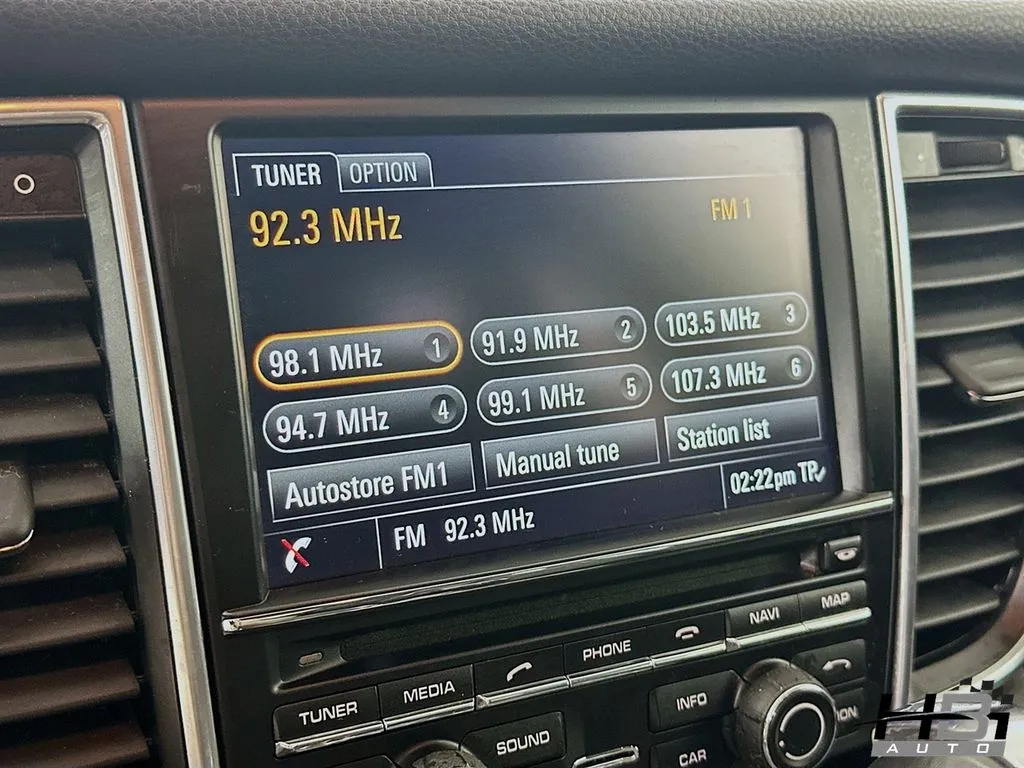 TUNER OPTION
92.3 MHz FM 1
98.1 MHz 1 91.9 MHz 2 103.5 MHz 3
94.7 MHz 4 99.1 MHz 5 107.3 MHz 6
Autostore FM1 Manual tune Station list
FM 92.3 MHz 02:22pm TP
TUNER MEDIA PHONE NAVI MAP
SOUND INFO
CAR
HBI
AUTO